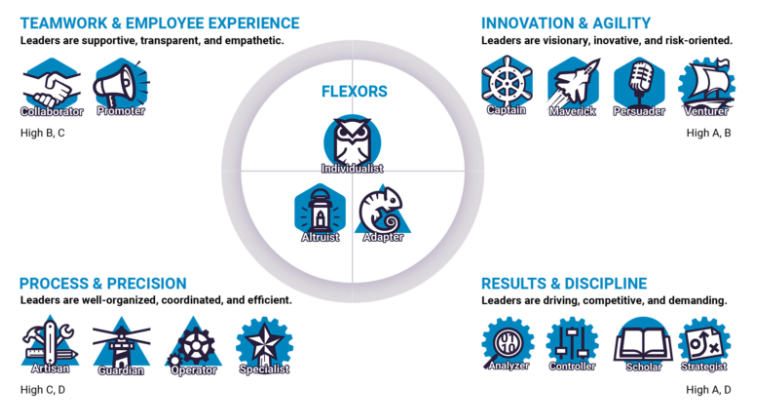 TEAMWORK & EMPLOYEE EXPERIENCE
Leaders are supportive, transparent, and empathetic.
Collaborator
Promoter
High B, C
INNOVATION & AGILITY
Leaders are visionary, inovative, and risk-oriented.
Captain
Maverick
Persuader
Venturer
High A, B
FLEXORS
Individualist
Altruist
Adapter
PROCESS & PRECISION
Leaders are well-organized, coordinated, and efficient.
Artisan
Guardian
Operator
Specialist
High C, D
RESULTS & DISCIPLINE
Leaders are driving, competitive, and demanding.
Analyzer
Controller
Scholar
Strategist
High A, D